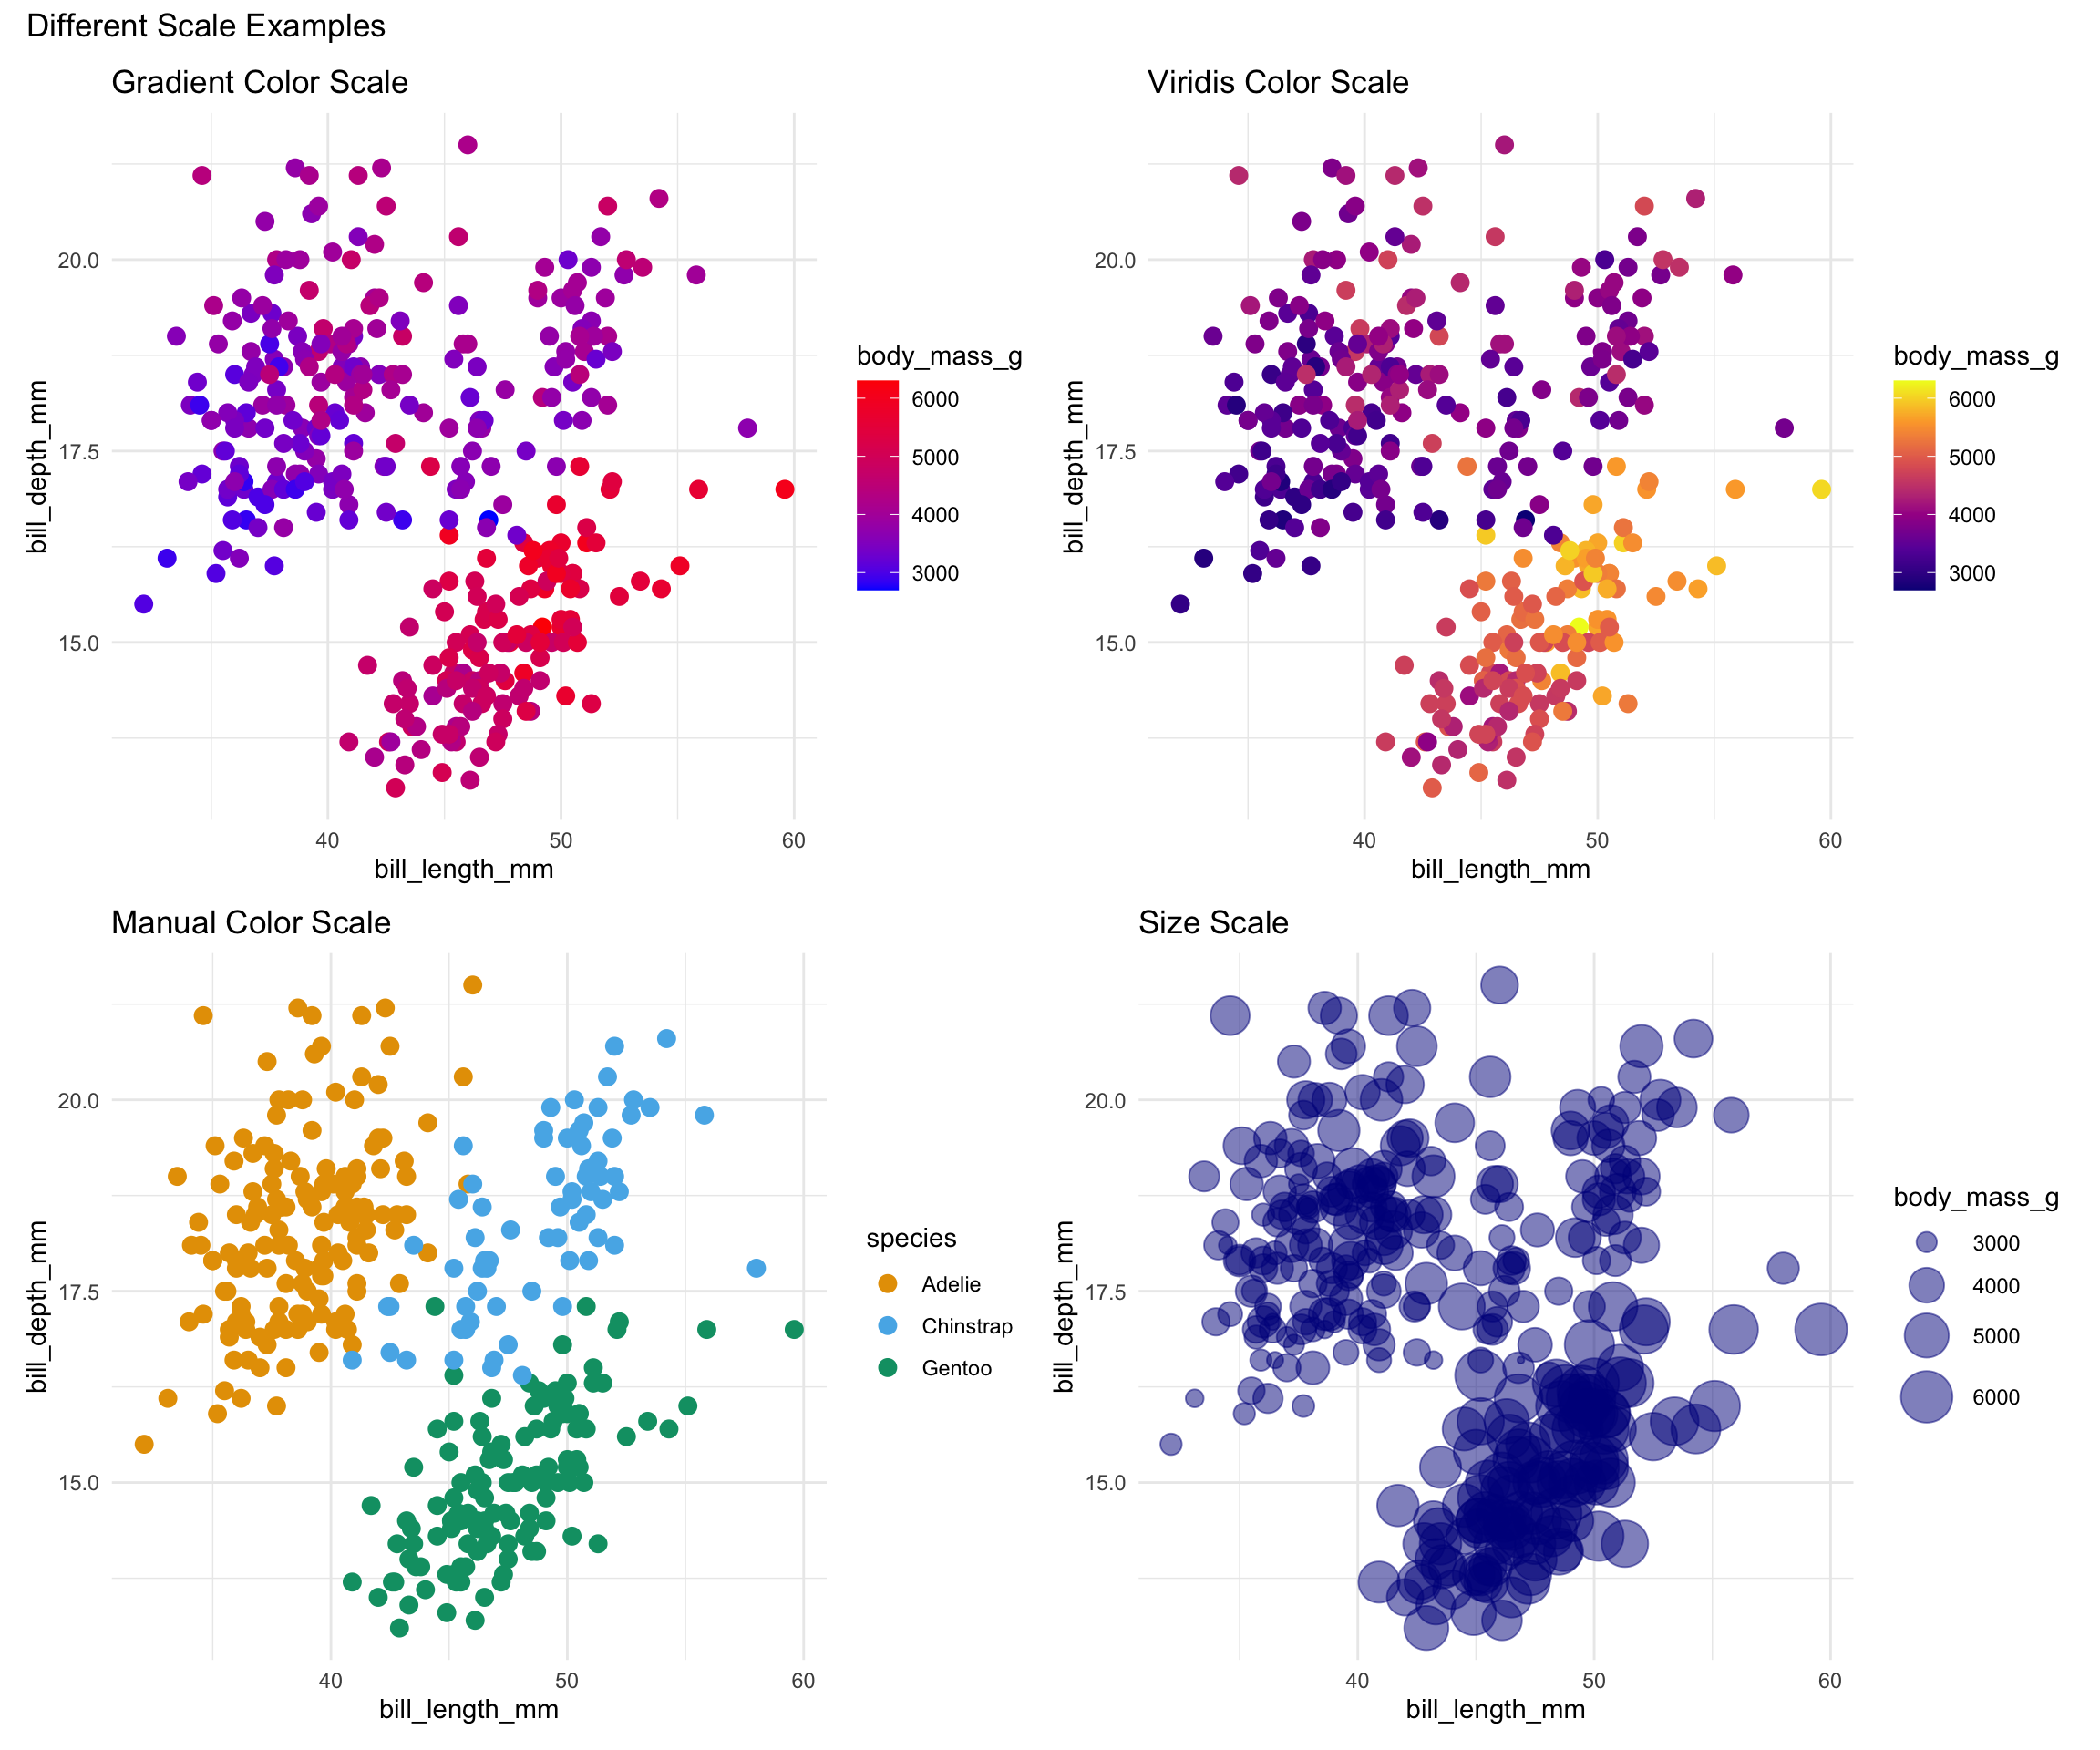 Different Scale Examples
Gradient Color Scale
20.0
17.5
15.0
bill_depth_mm
40 50 60
bill_length_mm
body_mass_g
6000
5000
4000
3000
Viridis Color Scale
20.0
17.5
15.0
bill_depth_mm
40 50 60
bill_length_mm
body_mass_g
6000
5000
4000
3000
Manual Color Scale
20.0
17.5
15.0
bill_depth_mm
40 50 60
bill_length_mm
species
Adelie
Chinstrap
Gentoo
Size Scale
20.0
17.5
15.0
bill_depth_mm
40 50 60
bill_length_mm
body_mass_g
3000
4000
5000
6000